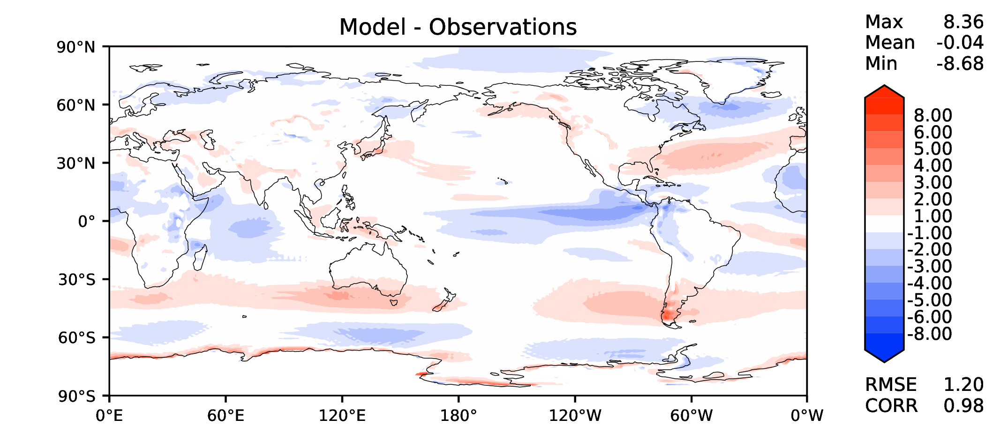 Model - Observations
Max 8.36
Mean -0.04
Min -8.68
90°N
60°N
30°N
0°
30°S
60°S
90°S
0°E 60°E 120°E 180° 120°W 60°W 0°W
8.00
6.00
5.00
4.00
3.00
2.00
1.00
-1.00
-2.00
-3.00
-4.00
-5.00
-6.00
-8.00
RMSE 1.20
CORR 0.98